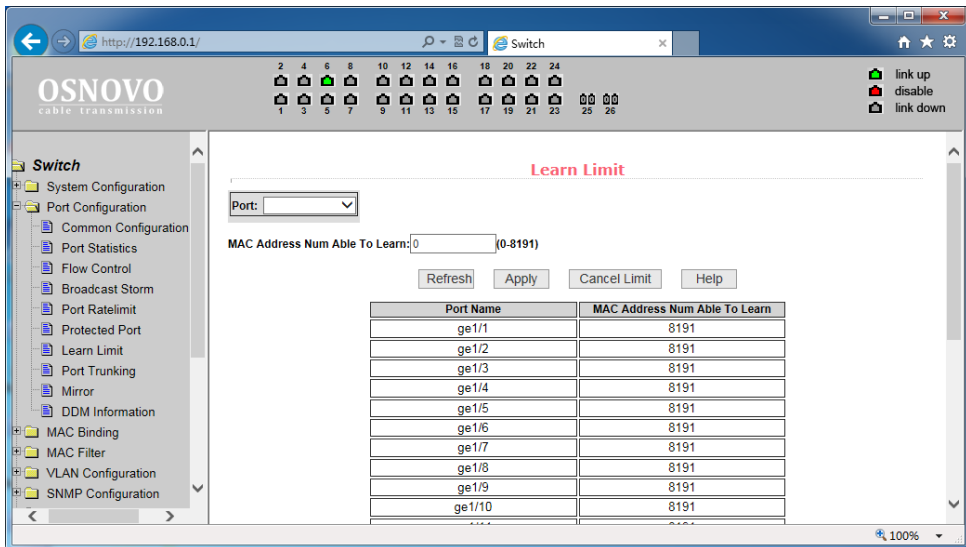 http://192.168.0.1/
Switch
OSNOVO
cable transmission
2 4 6 8 10 12 14 16 18 20 22 24
1 3 5 7 9 11 13 15 17 19 21 23 25 26
link up
disable
link down
Switch
System Configuration
Port Configuration
Common Configuration
Port Statistics
Flow Control
Broadcast Storm
Port Ratelimit
Protected Port
Learn Limit
Port Trunking
Mirror
DDM Information
MAC Binding
MAC Filter
VLAN Configuration
SNMP Configuration
Learn Limit
Port:
MAC Address Num Able To Learn: 0 (0-8191)
Refresh Apply Cancel Limit Help
Port Name MAC Address Num Able To Learn
ge1/1 8191
ge1/2 8191
ge1/3 8191
ge1/4 8191
ge1/5 8191
ge1/6 8191
ge1/7 8191
ge1/8 8191
ge1/9 8191
ge1/10 8191
100%